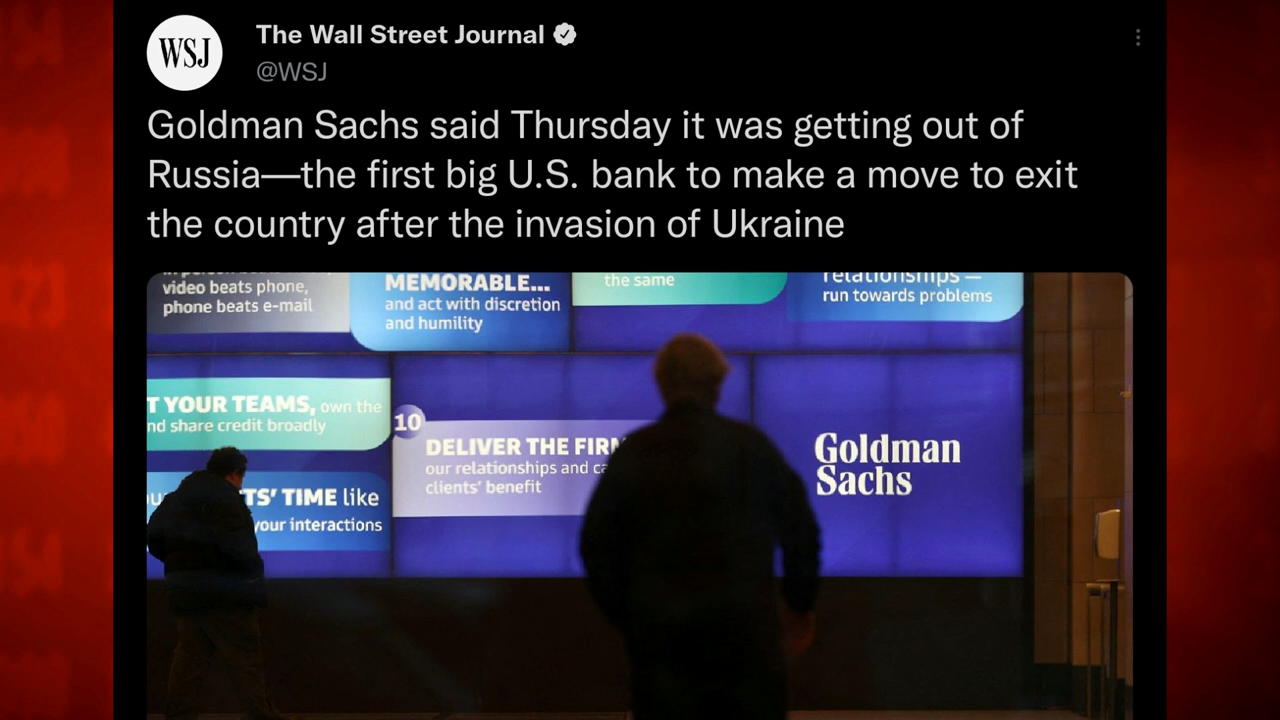 The Wall Street Journal
WSJ
@WSJ
Goldman Sachs said Thursday it was getting out of
Russia—the first big U.S. bank to make a move to exit
the country after the invasion of Ukraine
video beats phone,
phone beats e-mail
MEMORABLE...
and act with discretion
and humility
the same
relationships —
run towards problems
T YOUR TEAMS, own the
nd share credit broadly
TS' TIME like
your interactions
10
DELIVER THE FIRM
our relationships and ca
clients' benefit
Goldman
Sachs